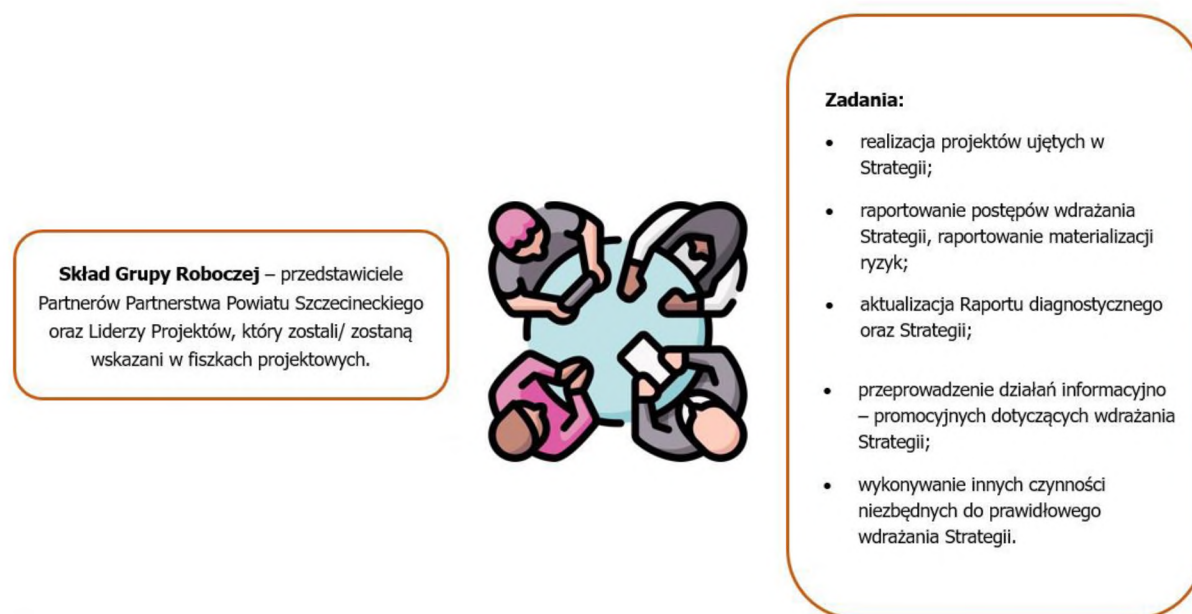 Skład Grupy Roboczej – przedstawiciele
Partnerów Partnerstwa Powiatu Szczecineckiego
oraz Liderzy Projektów, który zostali/ zostaną
wskazani w fiszkach projektowych.
Zadania:
• realizacja projektów ujętych w
Strategii;
• raportowanie postępów wdrażania
Strategii, raportowanie materializacji
ryzyk;
• aktualizacja Raportu diagnostycznego
oraz Strategii;
• przeprowadzenie działań informacyjno
– promocyjnych dotyczących wdrażania
Strategii;
• wykonywanie innych czynności
niezbędnych do prawidłowego
wdrażania Strategii.